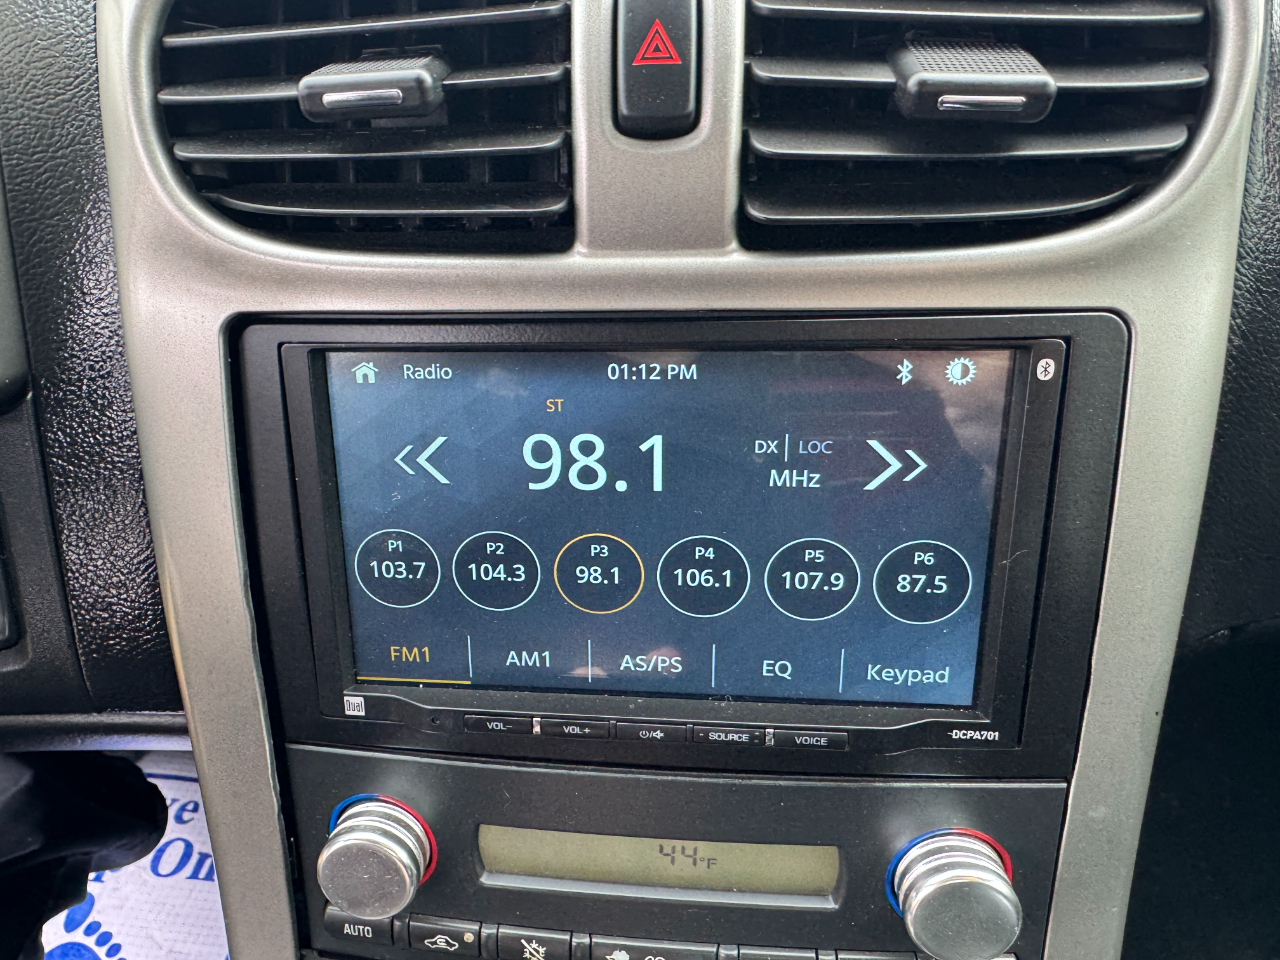 Radio 01:12 PM
ST
98.1
DX | LOC
MHz
P1 103.7
P2 104.3
P3 98.1
P4 106.1
P5 107.9
P6 87.5
FM1 AM1 AS/PS EQ Keypad
Dual
VOL- VOL+ SOURCE VOICE
DCPA701
44°F
AUTO
ve
On